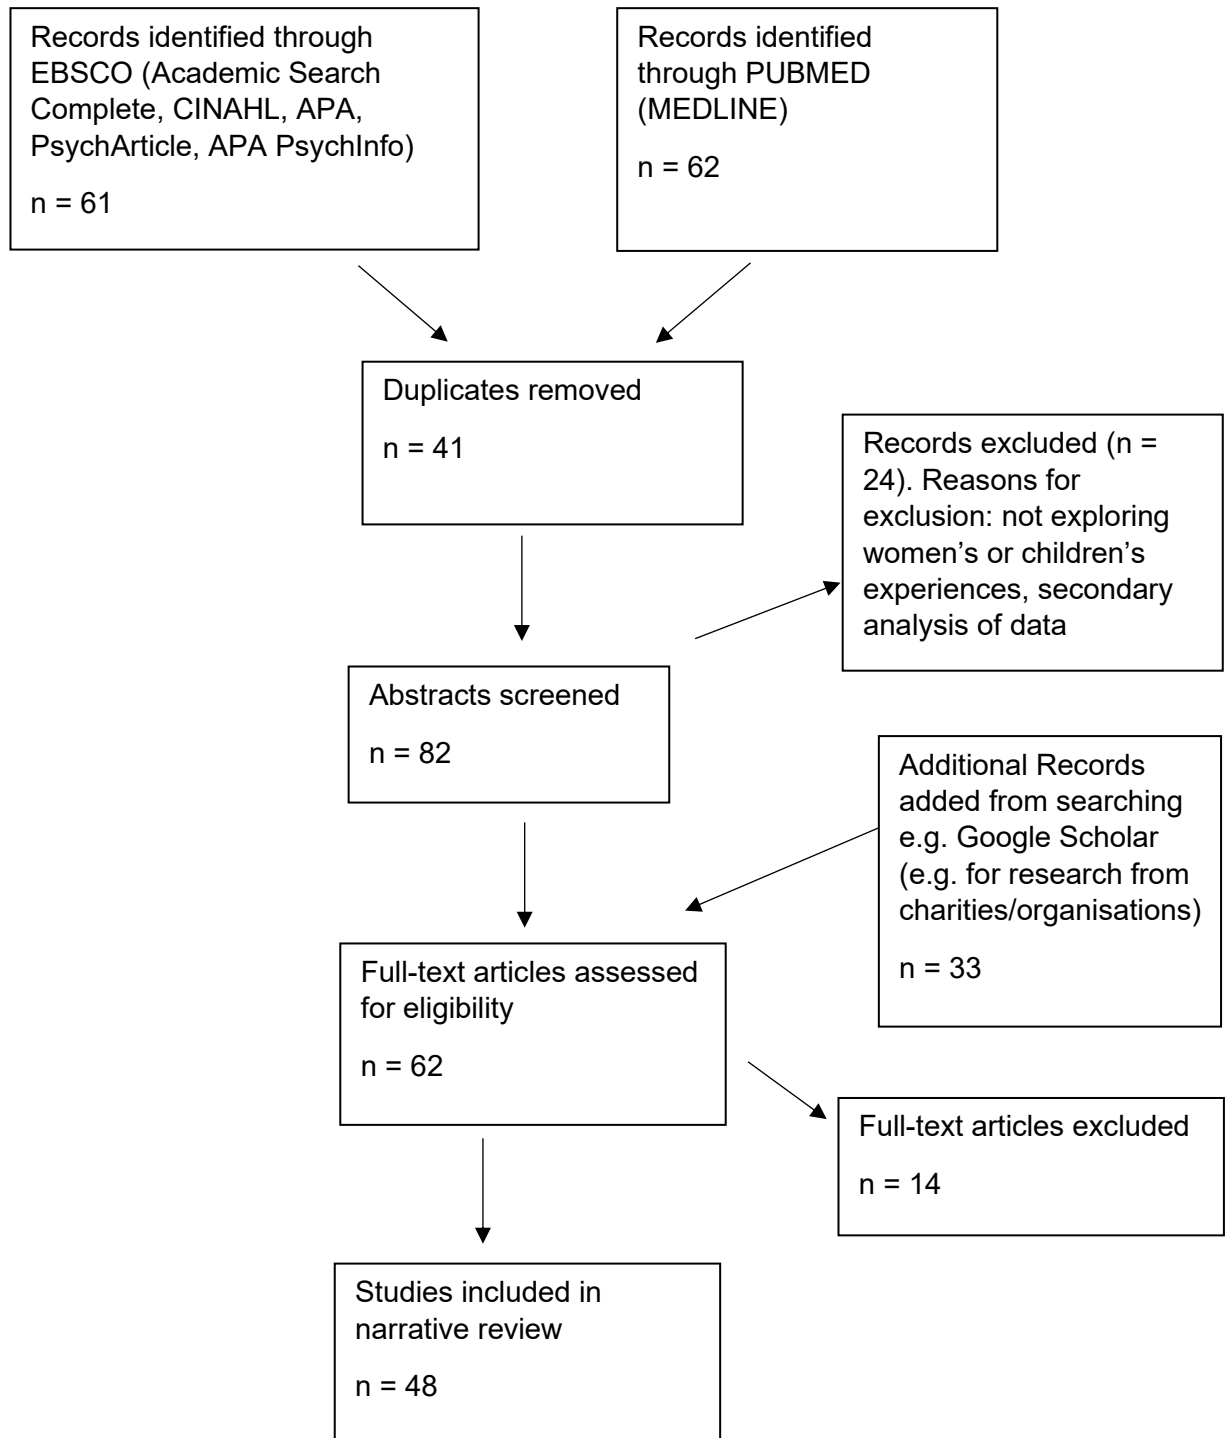 Records identified through
EBSCO (Academic Search
Complete, CINAHL, APA,
PsychArticle, APA PsychInfo)
n = 61
Records identified
through PUBMED
(MEDLINE)
n = 62
Duplicates removed
n = 41
Records excluded (n =
24). Reasons for
exclusion: not exploring
women’s or children’s
experiences, secondary
analysis of data
Abstracts screened
n = 82
Additional Records
added from searching
e.g. Google Scholar
(e.g. for research from
charities/organisations)
n = 33
Full-text articles assessed
for eligibility
n = 62
Full-text articles excluded
n = 14
Studies included in
narrative review
n = 48